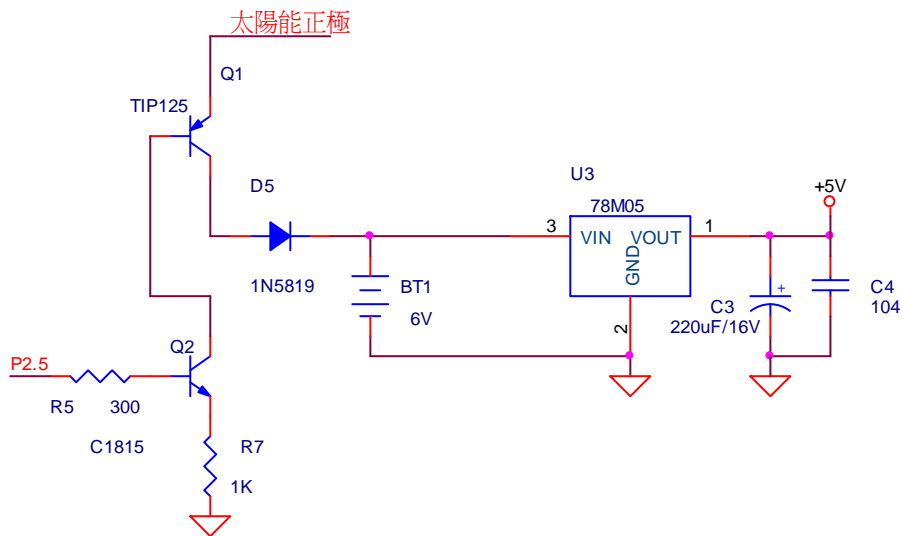 太陽能正極
Q1
TIP125
D5
1N5819
U3
78M05
3
VIN
VOUT
1
GND
2
+5V
BT1
6V
C3
+
220uF/16V
C4
104
Q2
P2.5
R5
300
C1815
R7
1K